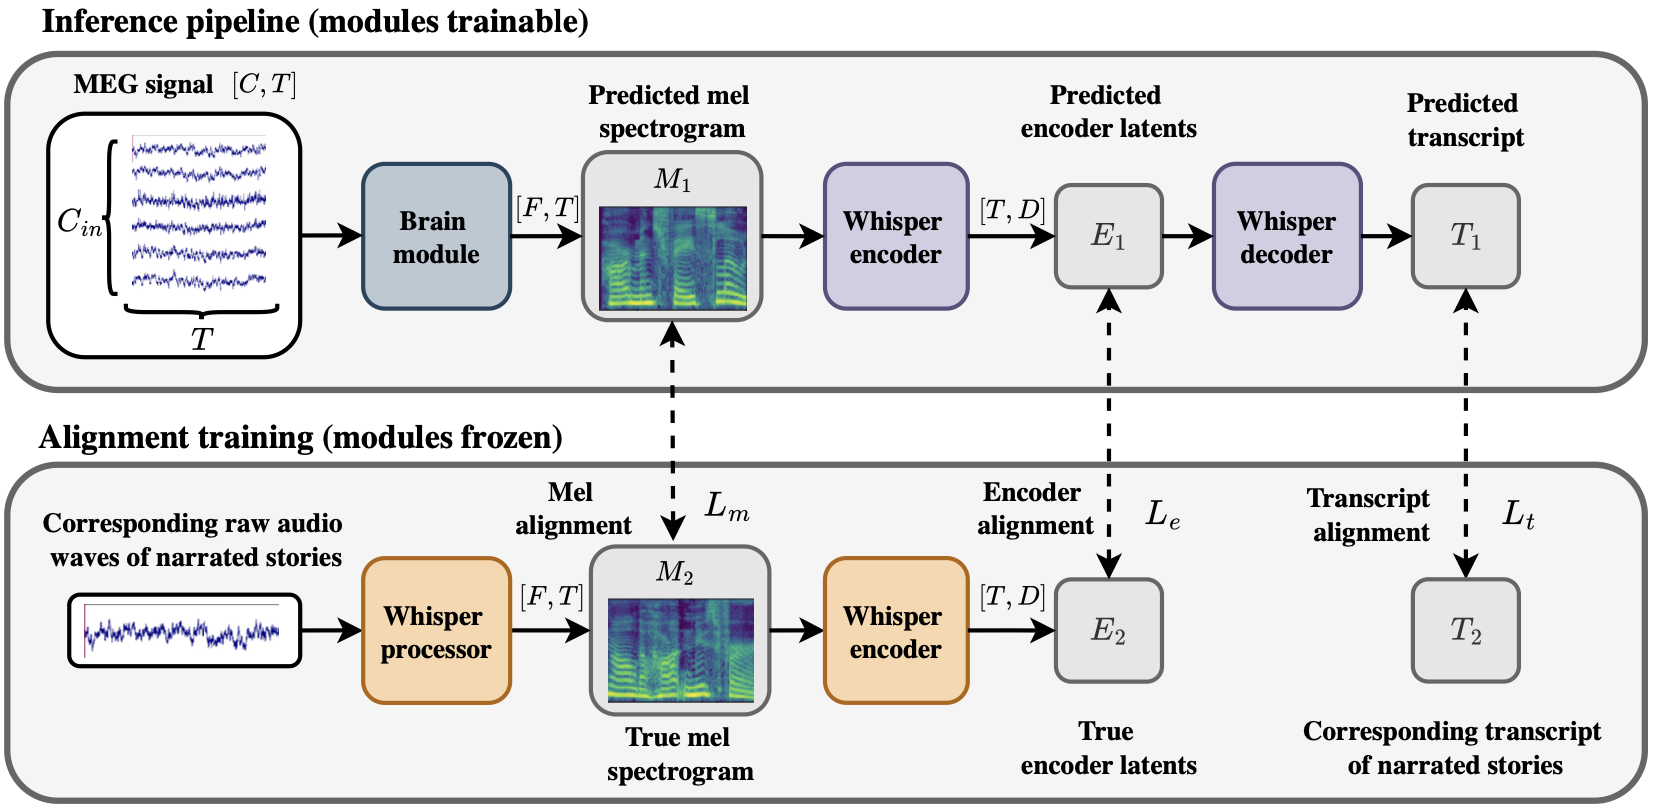 Inference pipeline (modules trainable)
MEG signal [C, T]
C_{in}
T
Brain
module
[F, T]
Predicted mel
spectrogram
M_1
Whisper
encoder
[T, D]
Predicted
encoder latents
E_1
Whisper
decoder
Predicted
transcript
T_1
Alignment training (modules frozen)
Corresponding raw audio
waves of narrated stories
Whisper
processor
[F, T]
Mel
alignment
L_m
M_2
True mel
spectrogram
Whisper
encoder
[T, D]
Encoder
alignment
L_e
E_2
True
encoder latents
Transcript
alignment
L_t
T_2
Corresponding transcript
of narrated stories